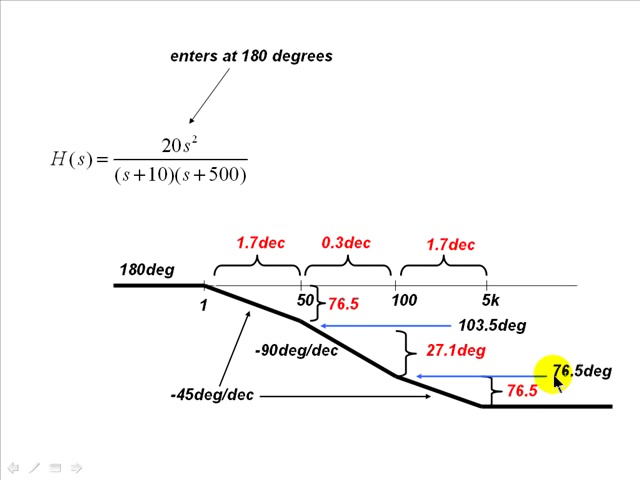 enters at 180 degrees
H(s) = 20s² / (s+10)(s+500)
1.7dec 0.3dec 1.7dec
180deg
1 50 100 5k
76.5
103.5deg
-90deg/dec 27.1deg
76.5deg
-45deg/dec 76.5